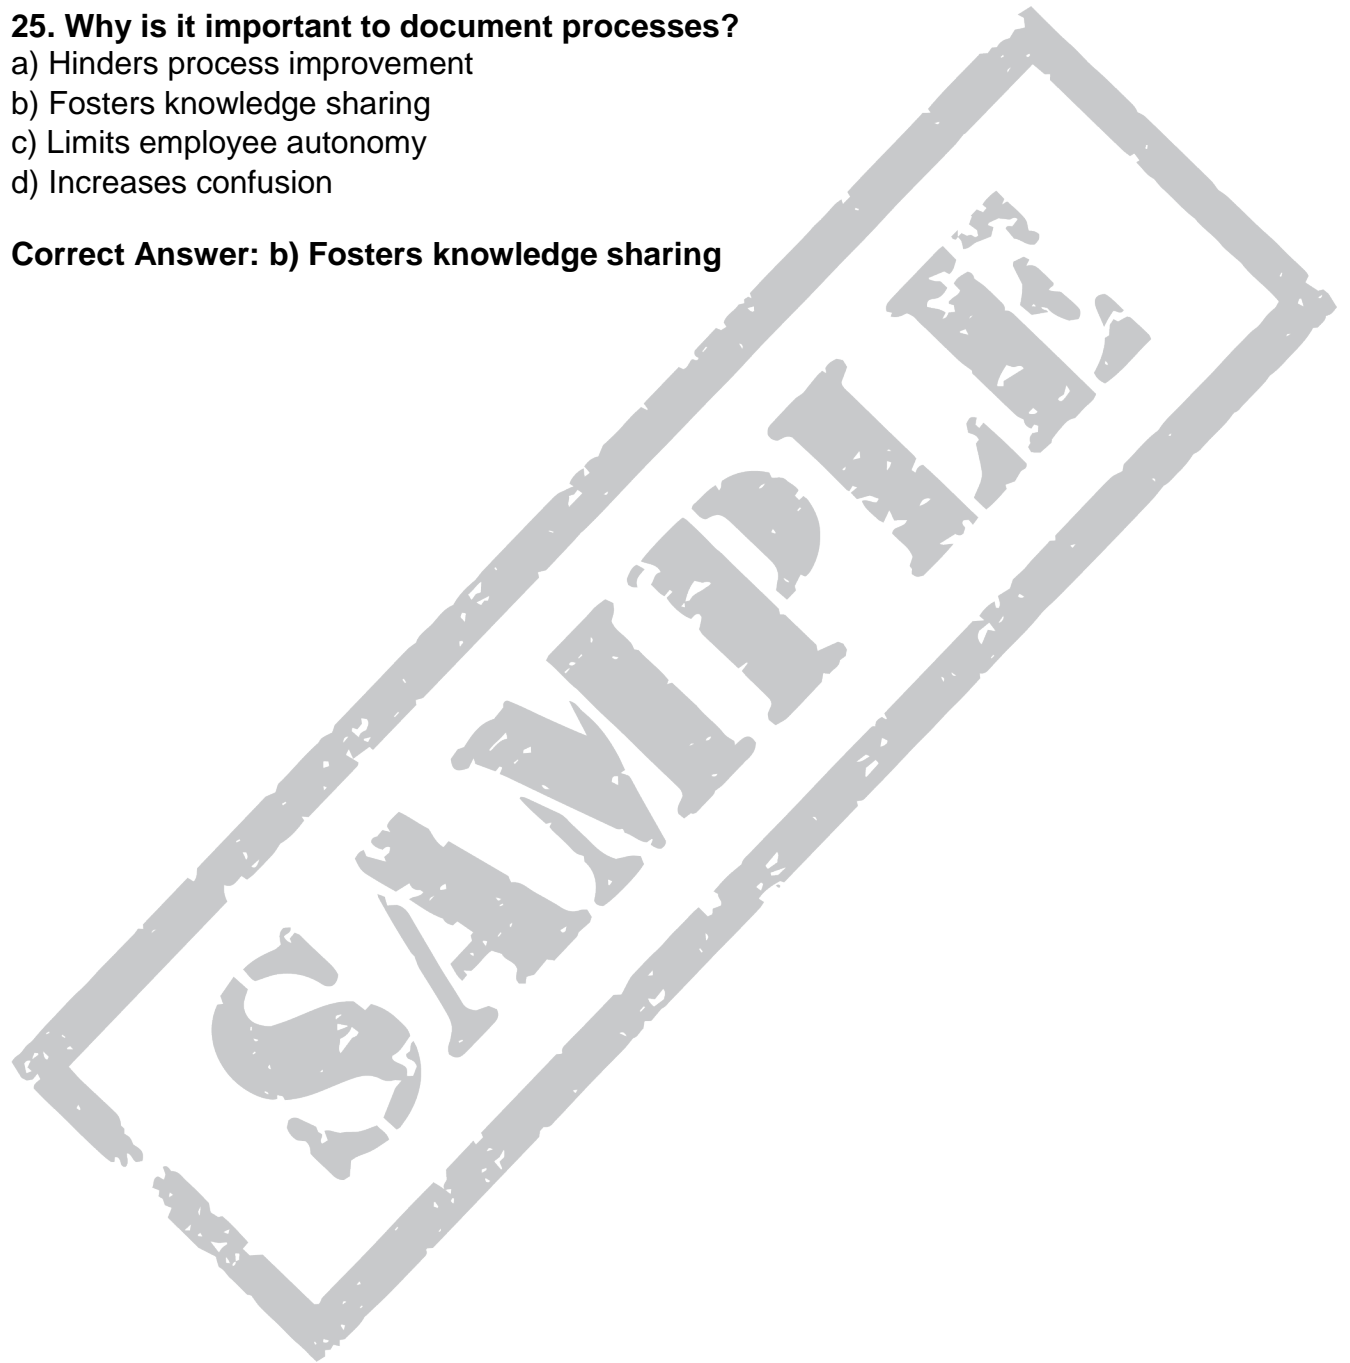 25. Why is it important to document processes?
a) Hinders process improvement
b) Fosters knowledge sharing
c) Limits employee autonomy
d) Increases confusion
Correct Answer: b) Fosters knowledge sharing
SAMPLE